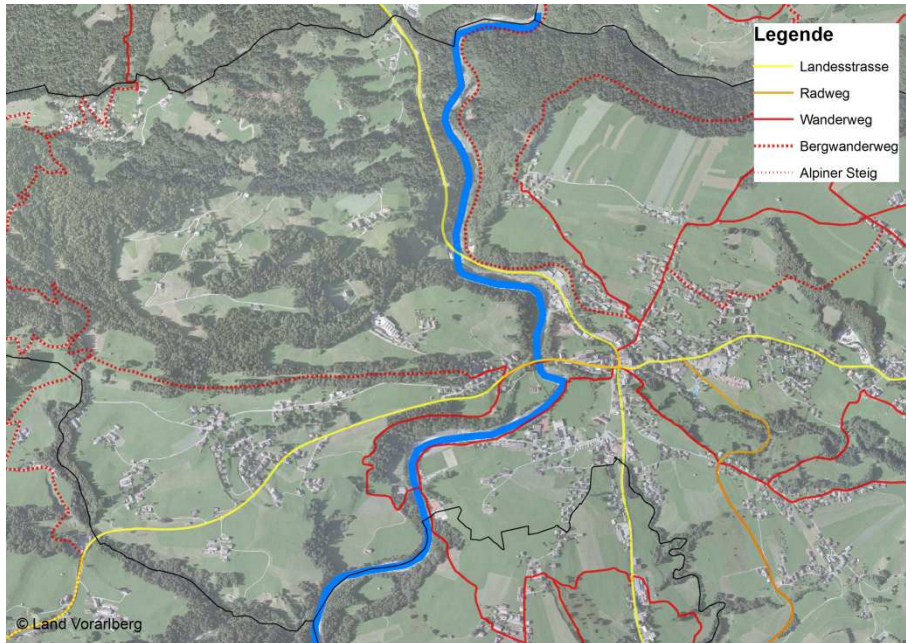 Legende
Landesstrasse
Radweg
Wanderweg
Bergwanderweg
Alpiner Steig
© Land Vorarlberg